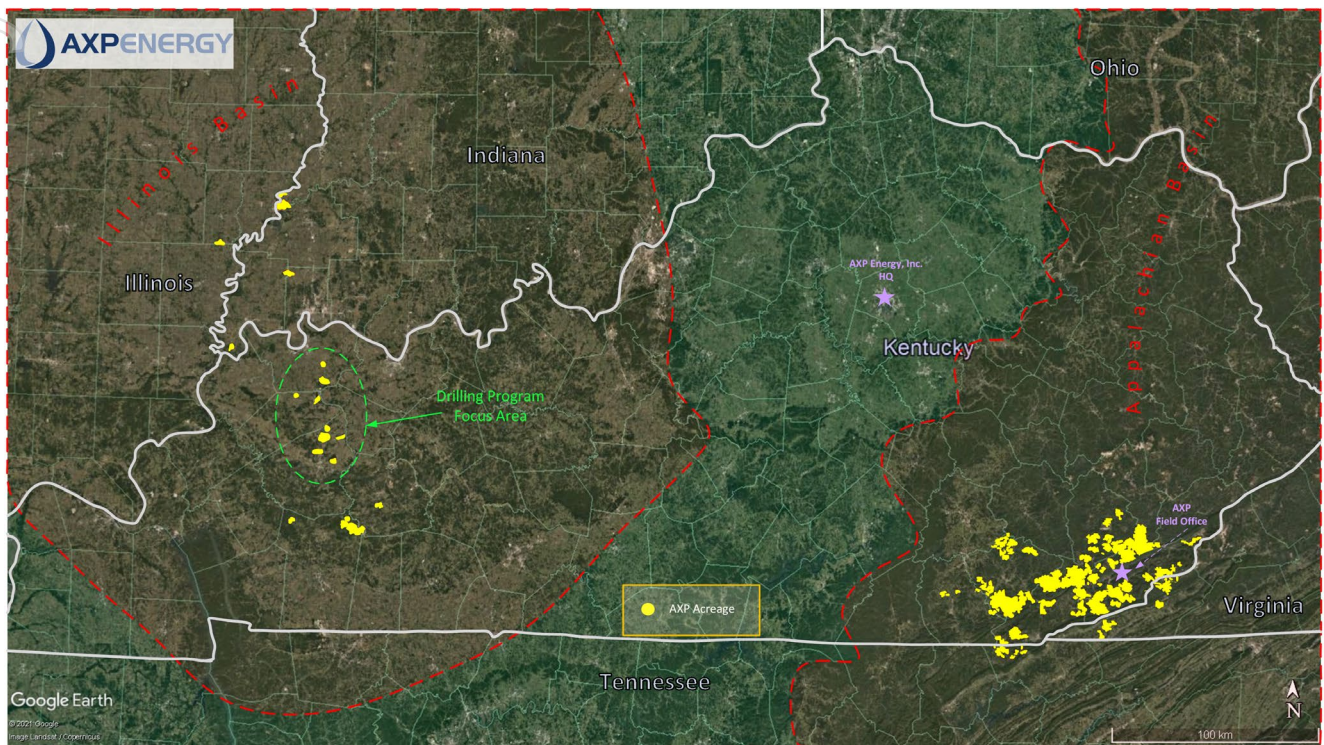 AXPENERGY
Ohio
Illinois Basin
Indiana
Appalachian Basin
AXP Energy, Inc.
HQ
Illinois
Kentucky
Drilling Program
Focus Area
AXP
Field Office
AXP Acreage
Virginia
Tennessee
Google Earth
© 2021 Google
Image Landsat / Copernicus
N
100 km